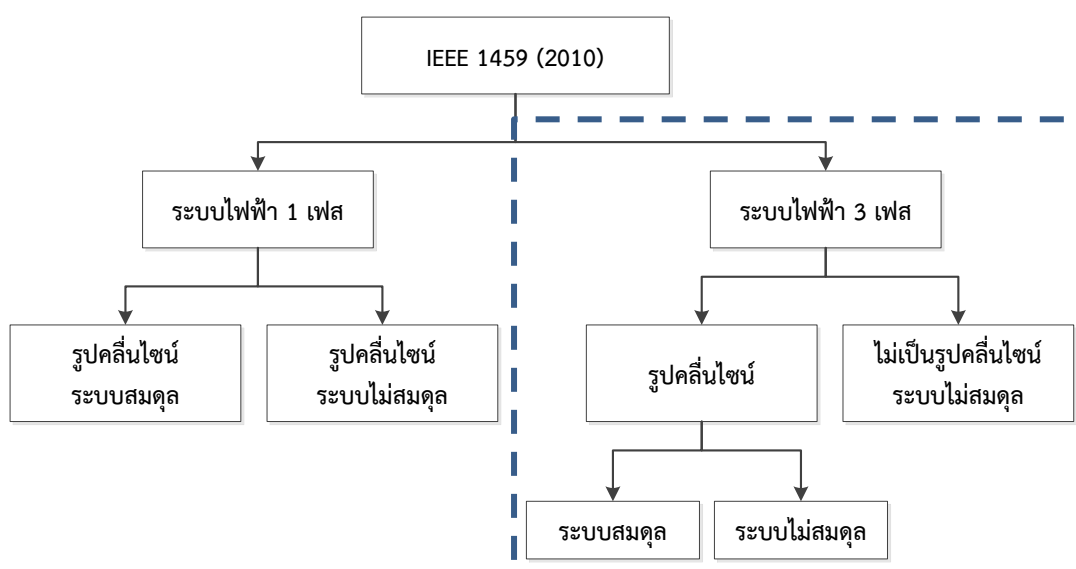 IEEE 1459 (2010)
ระบบไฟฟ้า 1 เฟส
ระบบไฟฟ้า 3 เฟส
รูปคลื่นไซน์
ระบบสมดุล
รูปคลื่นไซน์
ระบบไม่สมดุล
รูปคลื่นไซน์
ไม่เป็นรูปคลื่นไซน์
ระบบไม่สมดุล
ระบบสมดุล
ระบบไม่สมดุล